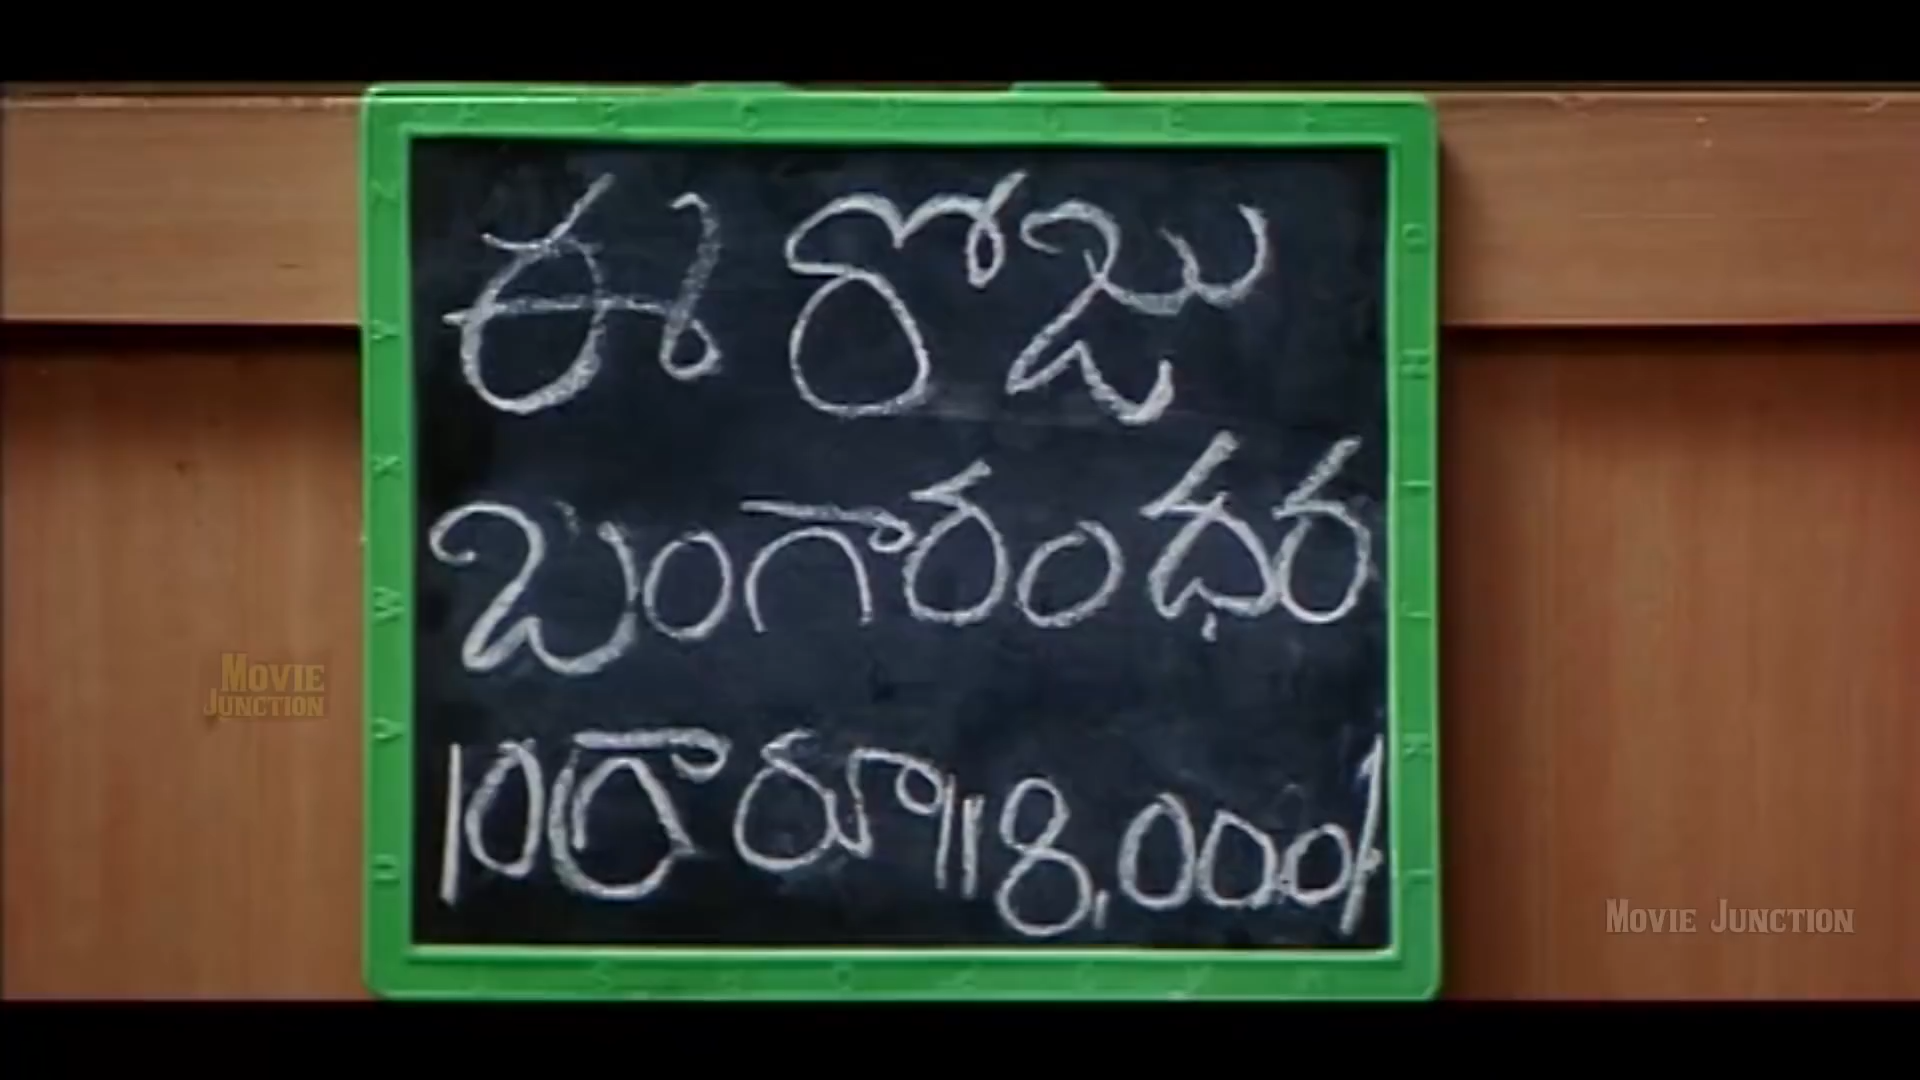 ఈ రోజు
బంగారం ధర
10గ్రా రూ॥18,000/
MOVIE
JUNCTION
MOVIE JUNCTION